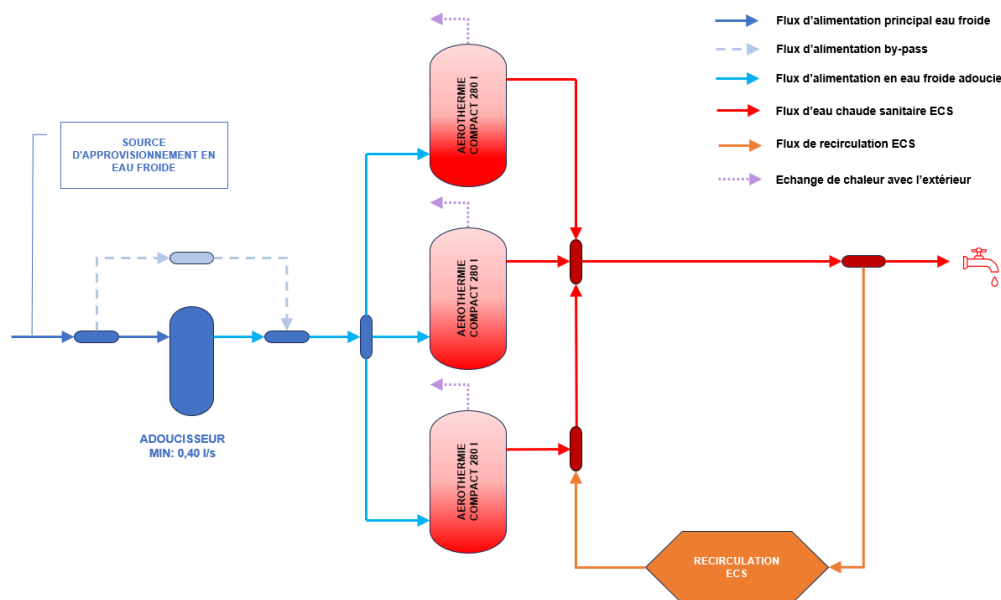 Flux d'alimentation principal eau froide
Flux d'alimentation by-pass
Flux d'alimentation en eau froide adoucie
Flux d'eau chaude sanitaire ECS
Flux de recirculation ECS
Echange de chaleur avec l'extérieur
SOURCE
D'APPROVISIONNEMENT EN
EAU FROIDE
ADOUCISSEUR
MIN: 0,40 l/s
AEROTHERMIE
COMPACT 280 l
AEROTHERMIE
COMPACT 280 l
AEROTHERMIE
COMPACT 280 l
RECIRCULATION
ECS